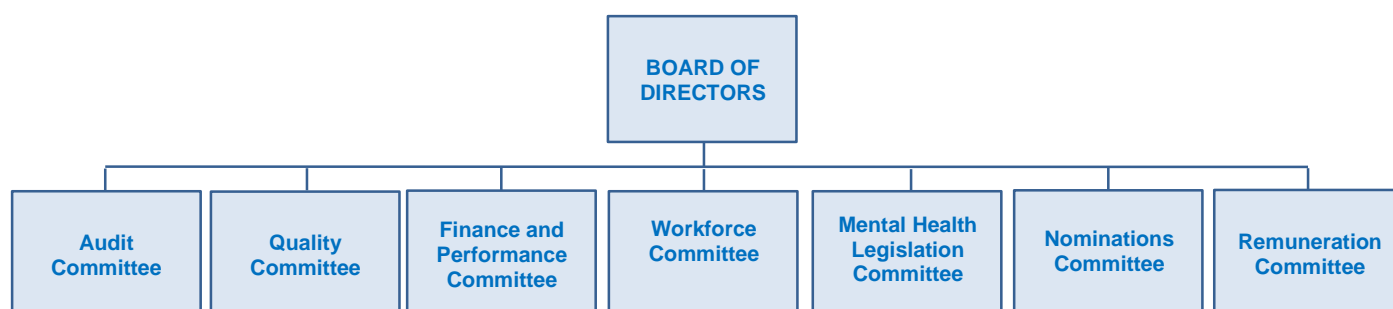 BOARD OF
DIRECTORS
Audit
Committee
Quality
Committee
Finance and
Performance
Committee
Workforce
Committee
Mental Health
Legislation
Committee
Nominations
Committee
Remuneration
Committee